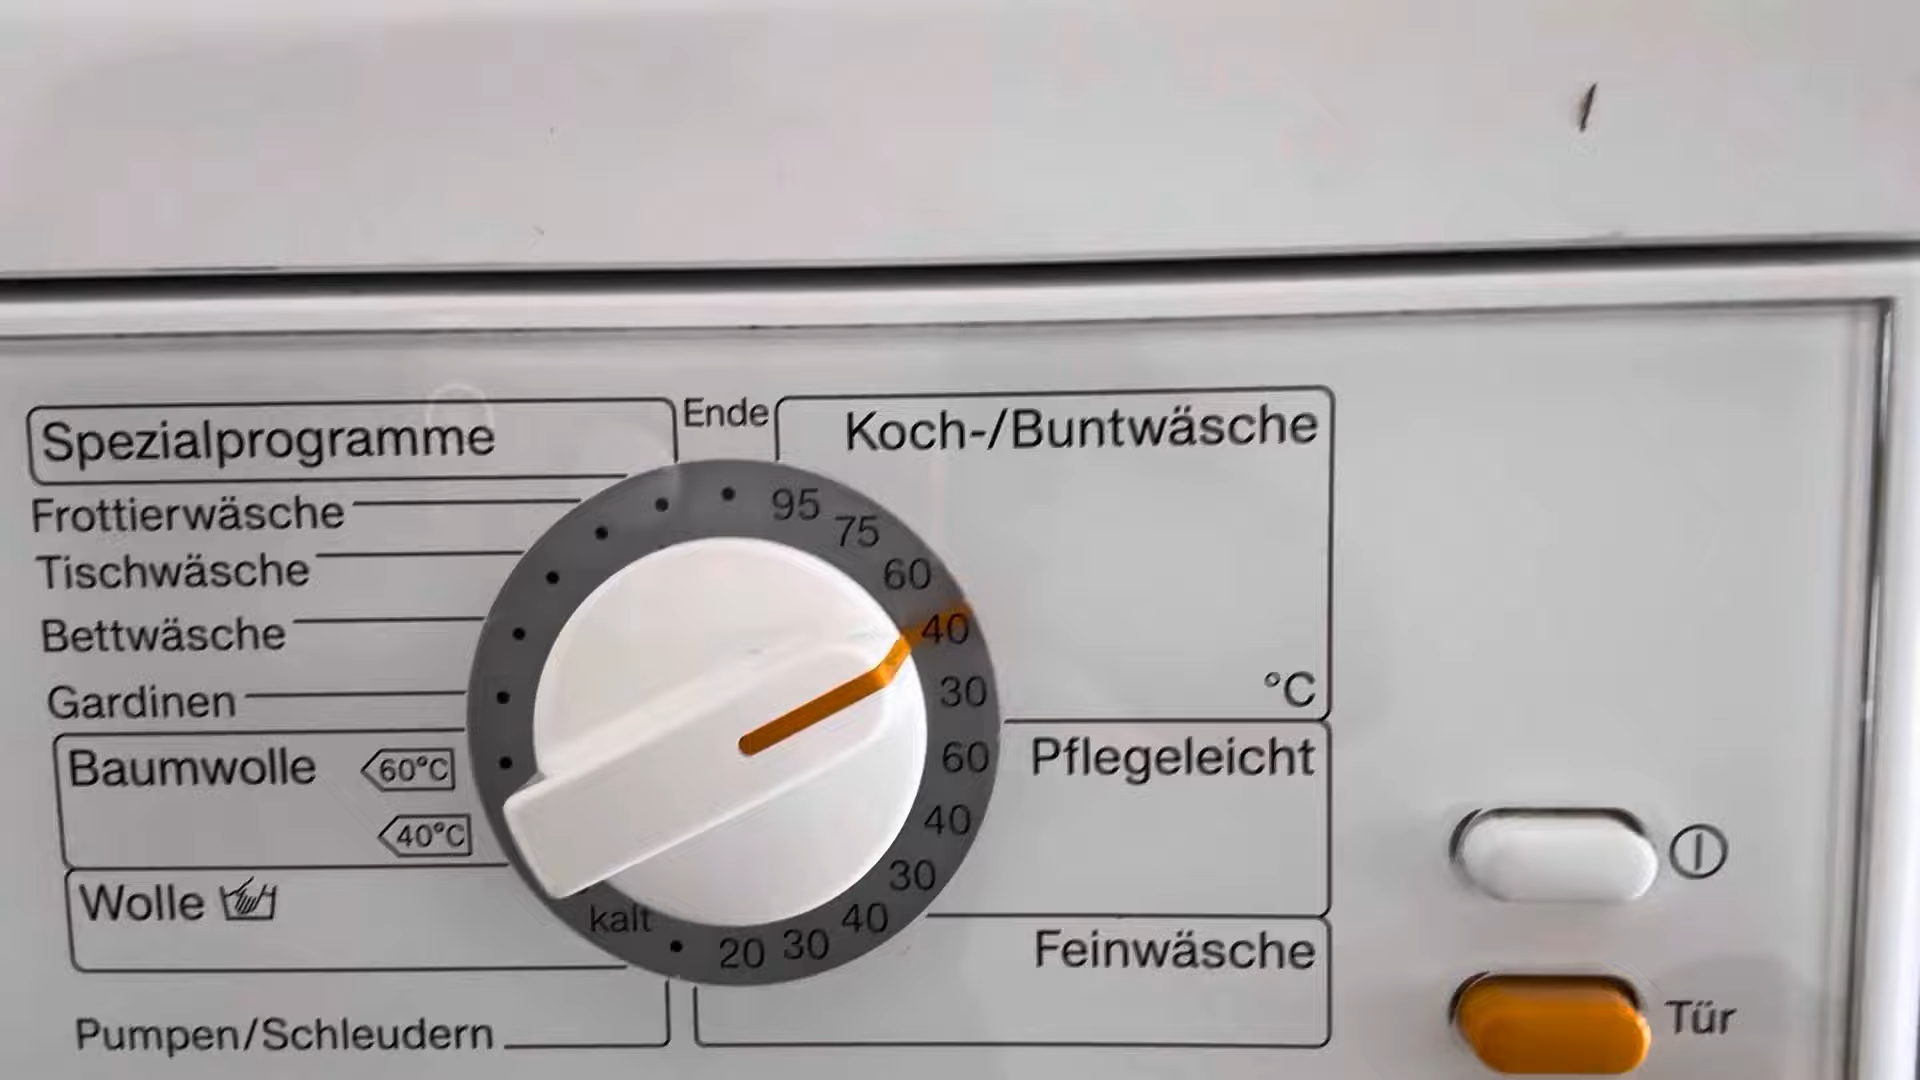 Spezialprogramme
Ende
Koch-/Buntwäsche
Frottierwäsche
Tischwäsche
Bettwäsche
Gardinen
Baumwolle 60°C
40°C
Wolle
Pumpen/Schleudern
95
75
60
40
30
°C
60
40
30
Pflegeleicht
40
30
20
Feinwäsche
kalt
Tür